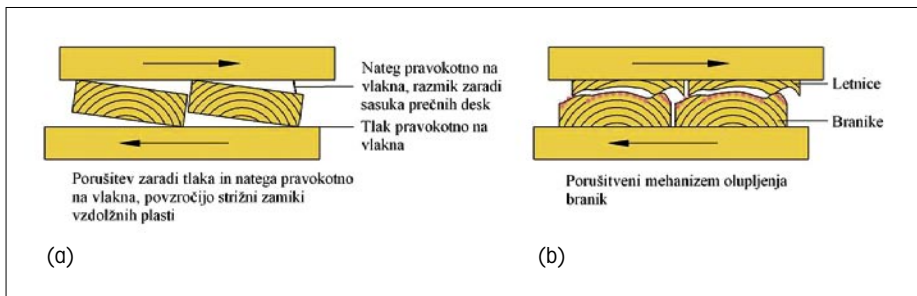 Nateg pravokotno na
vlakna, razmik zaradi
sasuka prečnih desk
Tlak pravokotno na
vlakna
Porušitev zaradi tlaka in natega pravokotno
na vlakna, povzročijo strižni zamiki
vzdolžnih plasti
(a)
Letnice
Branike
Porušitveni mehanizem olupljenja
branik
(b)